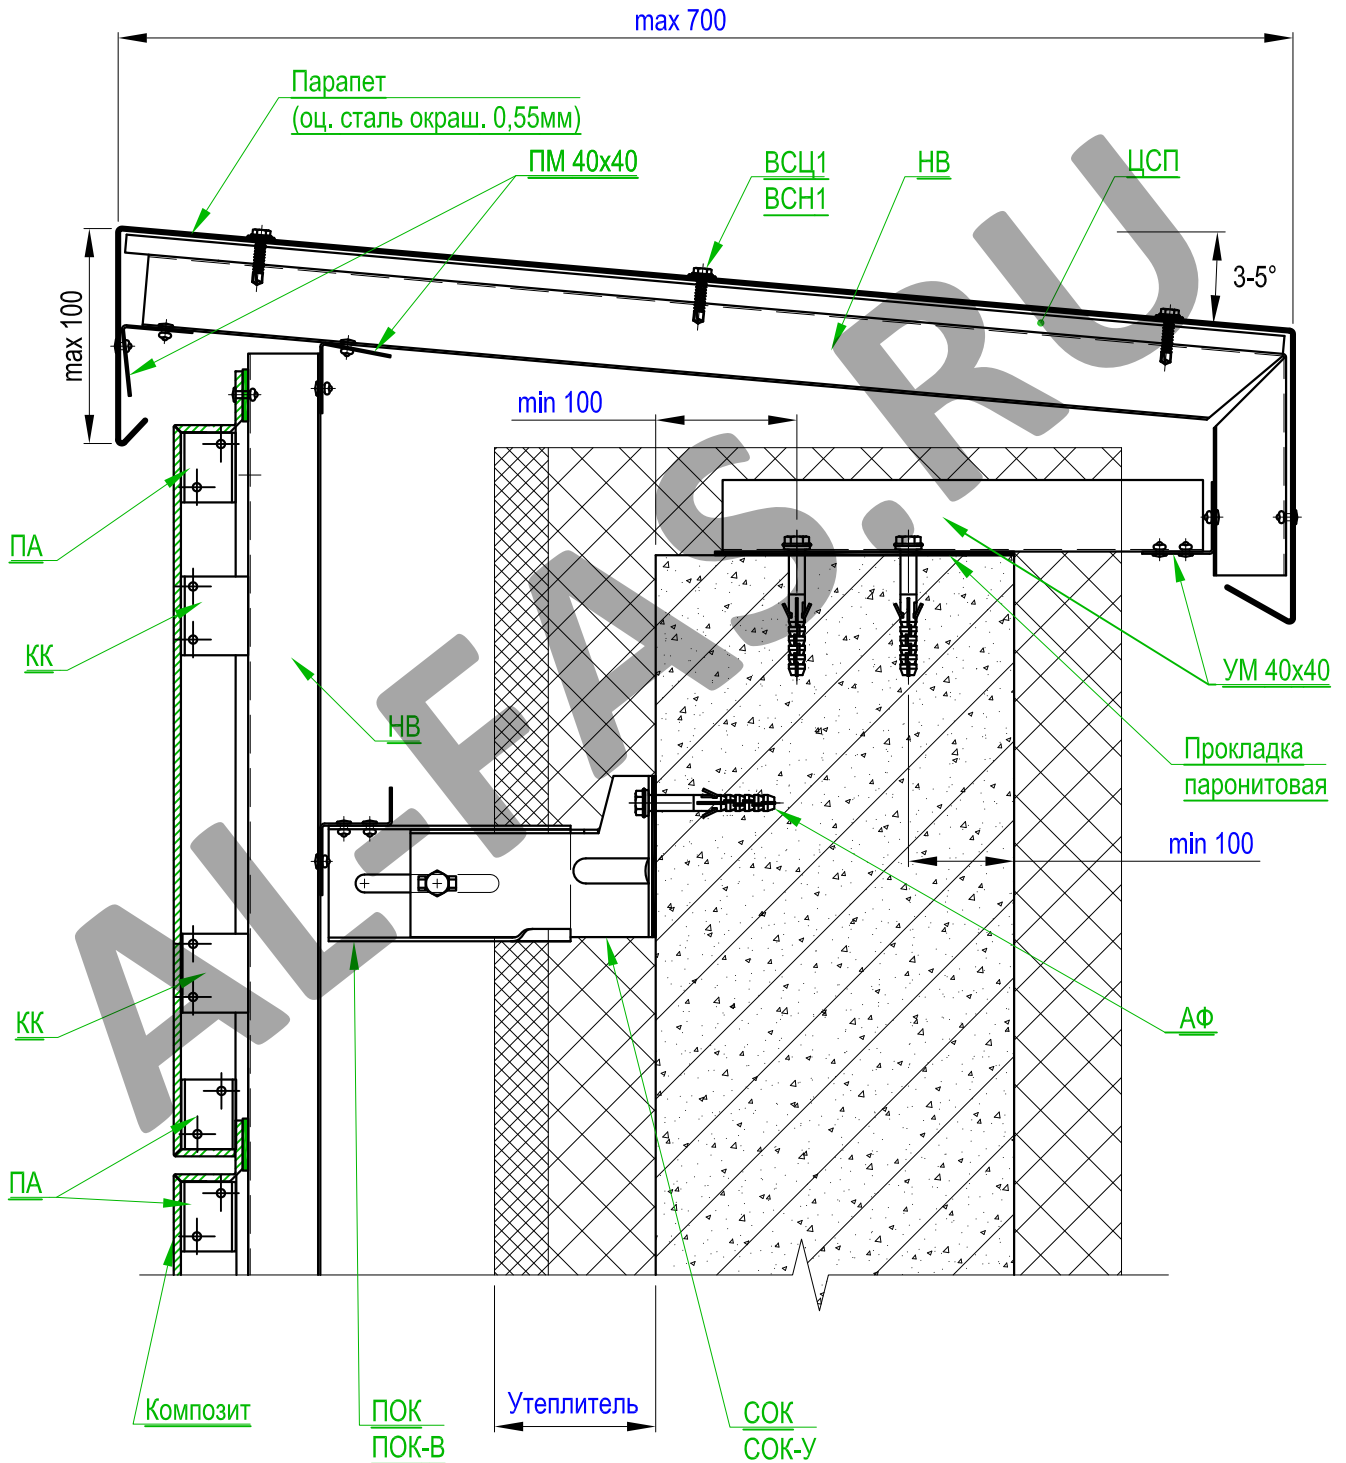 max 700
Парапет
(оц. сталь окраш. 0,55мм)
ПМ 40х40
ВСЦ1
ВСН1
НВ
ЦСП
3-5°
max 100
min 100
ПА
КК
НВ
УМ 40х40
Прокладка
паронитовая
min 100
КК
АФ
ПА
Композит
ПОК
ПОК-В
Утеплитель
СОК
СОК-У
AL-FAS.RU